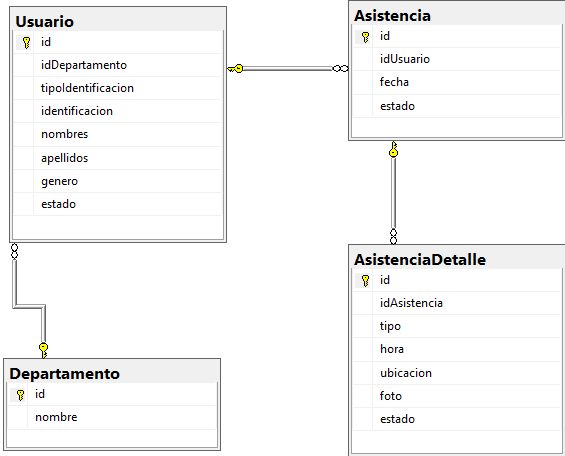 Usuario
id
idDepartamento
tipoIdentificacion
identificacion
nombres
apellidos
genero
estado
Asistencia
id
idUsuario
fecha
estado
AsistenciaDetalle
id
idAsistencia
tipo
hora
ubicacion
foto
estado
Departamento
id
nombre